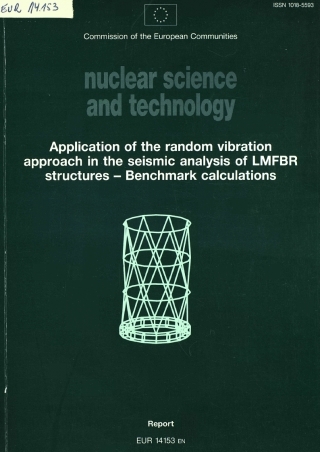 EUR 14153
ISSN 1018-5593
Commission of the European Communities
nuclear science
and technology
Application of the random vibration
approach in the seismic analysis of LMFBR
structures – Benchmark calculations
Report
EUR 14153 EN